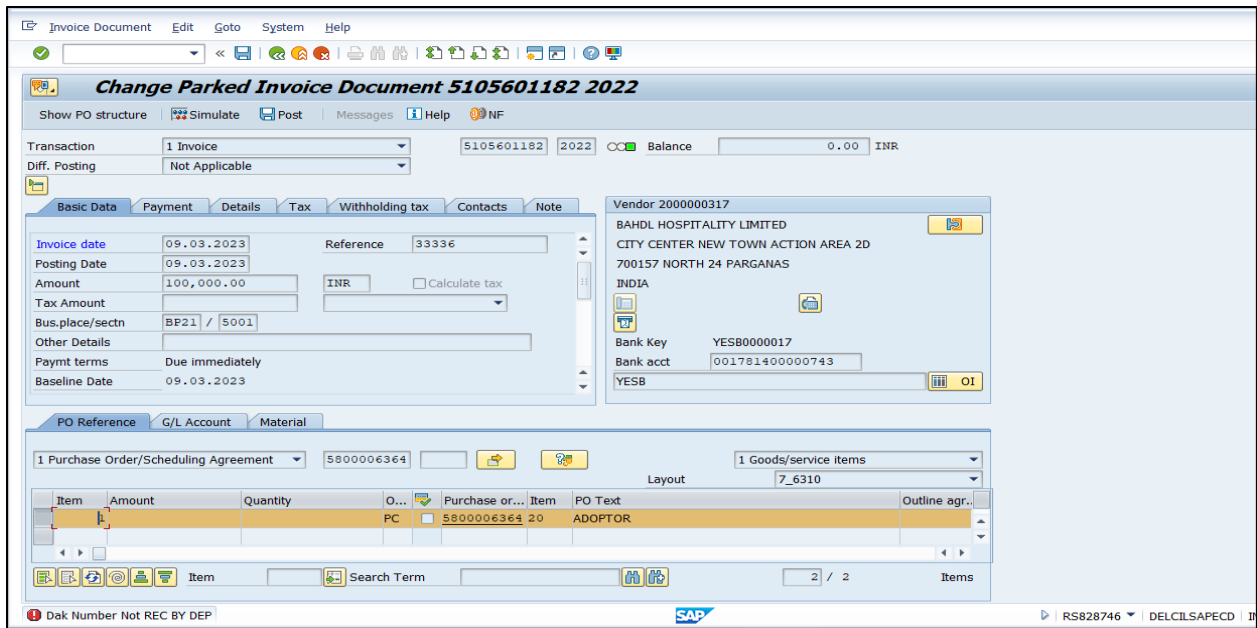 Invoice Document Edit Goto System Help
Change Parked Invoice Document 5105601182 2022
Show PO structure Simulate Post Messages Help NF
Transaction 1 Invoice 5105601182 2022 Balance 0.00 INR
Diff. Posting Not Applicable
Basic Data Payment Details Tax Withholding tax Contacts Note
Vendor 2000000317
Invoice date 09.03.2023 Reference 33336
Posting Date 09.03.2023
Amount 100,000.00 INR Calculate tax
Tax Amount
Bus.place/sectn BP21 / 5001
Other Details
Paymt terms Due immediately
Baseline Date 09.03.2023
BAHDL HOSPITALITY LIMITED
CITY CENTER NEW TOWN ACTION AREA 2D
700157 NORTH 24 PARGANAS
INDIA
Bank Key YESB0000017
Bank acct 001781400000743
YESB OI
PO Reference G/L Account Material
1 Purchase Order/Scheduling Agreement 5800006364 1 Goods/service items
Layout 7_6310
Item Amount Quantity O... Purchase or... Item PO Text Outline agr..
1 PC 5800006364 20 ADOPTOR
Item Search Term 2 / 2 Items
Dak Number Not REC BY DEP SAP RS828746 DELCILSAPECD